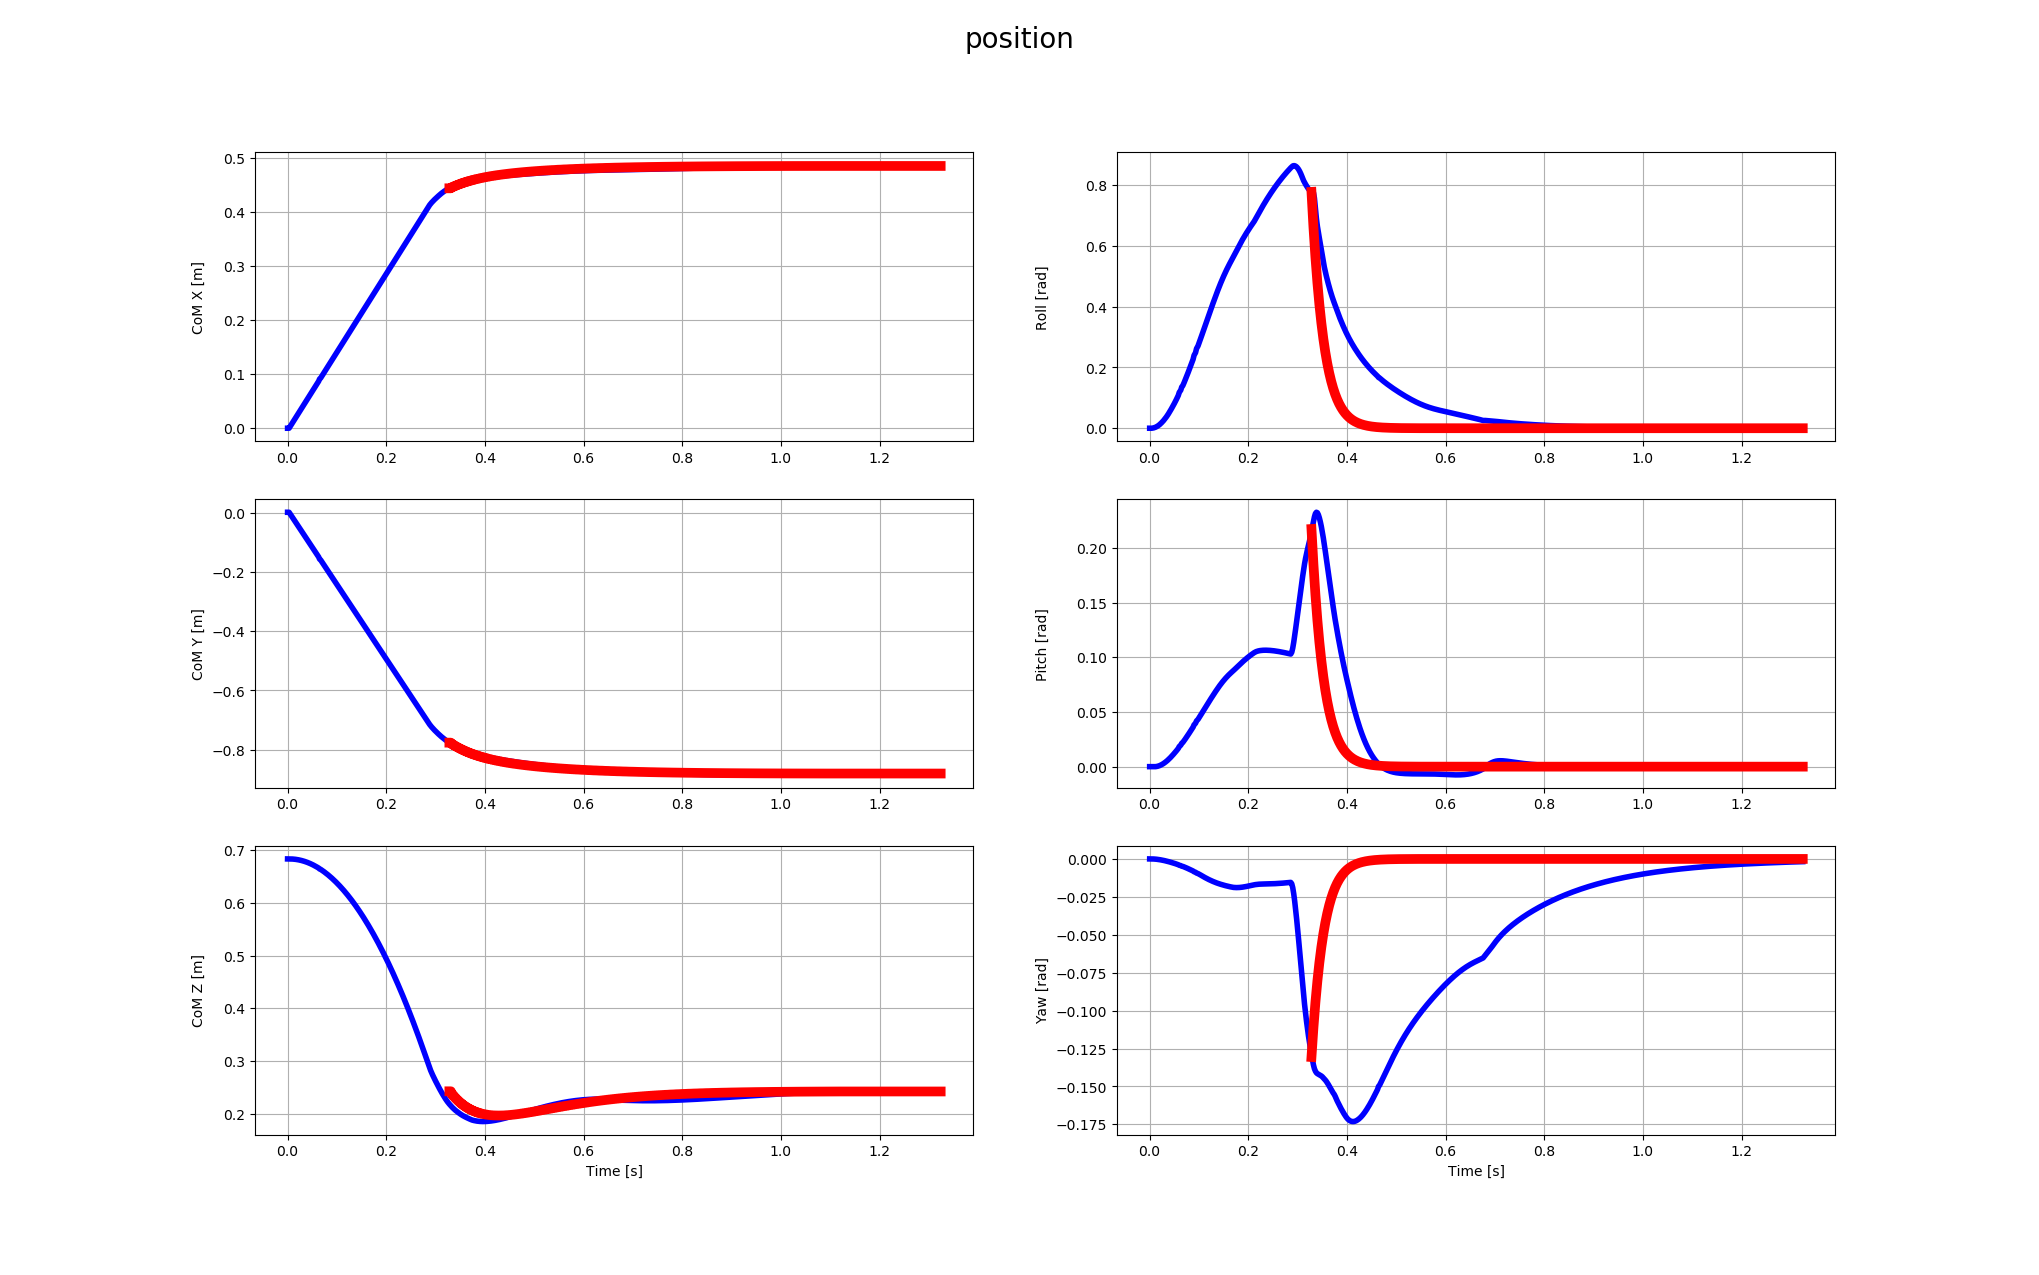 position
CoM X [m]
0.5
0.4
0.3
0.2
0.1
0.0
0.0 0.2 0.4 0.6 0.8 1.0 1.2
Roll [rad]
0.8
0.6
0.4
0.2
0.0
0.0 0.2 0.4 0.6 0.8 1.0 1.2
CoM Y [m]
0.0
−0.2
−0.4
−0.6
−0.8
0.0 0.2 0.4 0.6 0.8 1.0 1.2
Pitch [rad]
0.20
0.15
0.10
0.05
0.00
0.0 0.2 0.4 0.6 0.8 1.0 1.2
CoM Z [m]
0.7
0.6
0.5
0.4
0.3
0.2
0.0 0.2 0.4 0.6 0.8 1.0 1.2
Time [s]
Yaw [rad]
0.000
−0.025
−0.050
−0.075
−0.100
−0.125
−0.150
−0.175
0.0 0.2 0.4 0.6 0.8 1.0 1.2
Time [s]